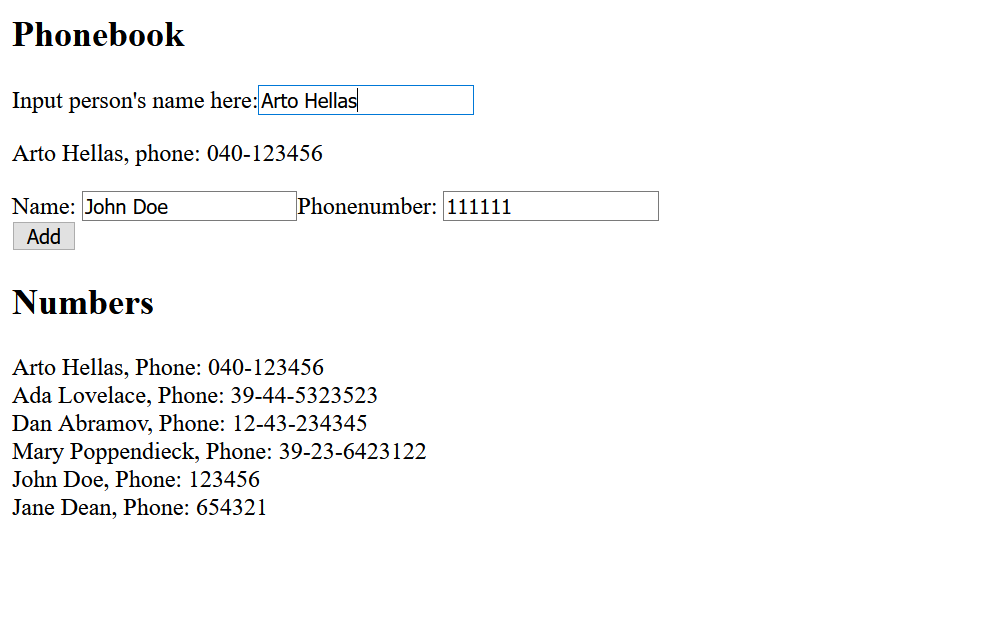 Phonebook
Input person's name here: Arto Hellas
Arto Hellas, phone: 040-123456
Name: John Doe Phonenumber: 111111
Add
Numbers
Arto Hellas, Phone: 040-123456
Ada Lovelace, Phone: 39-44-5323523
Dan Abramov, Phone: 12-43-234345
Mary Poppendieck, Phone: 39-23-6423122
John Doe, Phone: 123456
Jane Dean, Phone: 654321